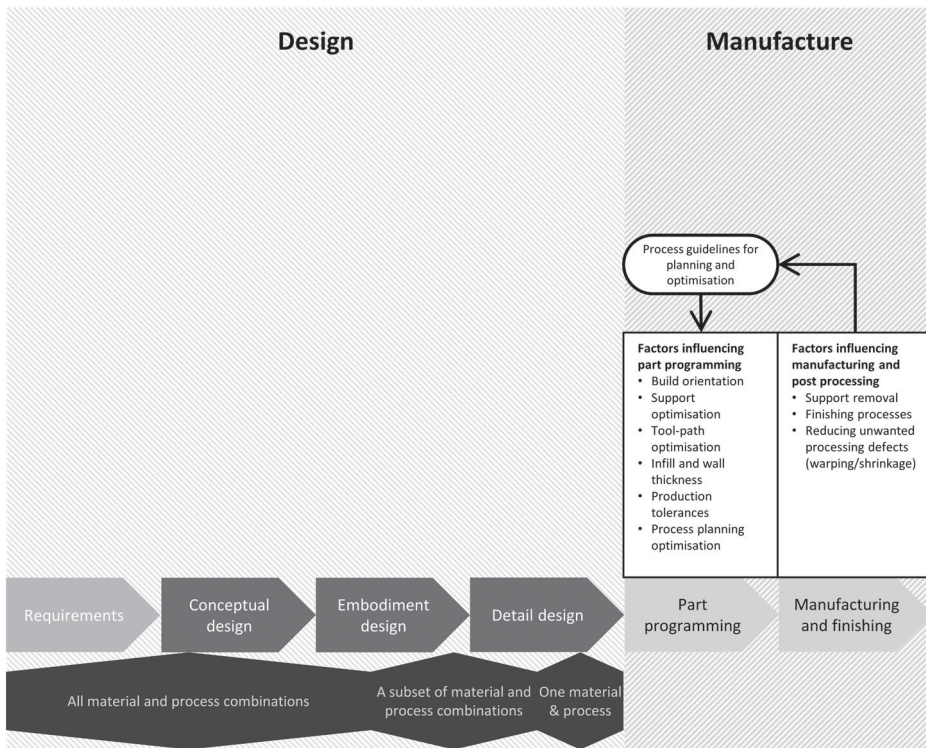 Design
Manufacture
Process guidelines for
planning and
optimisation
Factors influencing
part programming
• Build orientation
• Support
optimisation
• Tool-path
optimisation
• Infill and wall
thickness
• Production
tolerances
• Process planning
optimisation
Factors influencing
manufacturing and
post processing
• Support removal
• Finishing processes
• Reducing unwanted
processing defects
(warping/shrinkage)
Requirements
Conceptual
design
Embodiment
design
Detail design
Part
programming
Manufacturing
and finishing
All material and process combinations
A subset of material and
process combinations
One material
& process